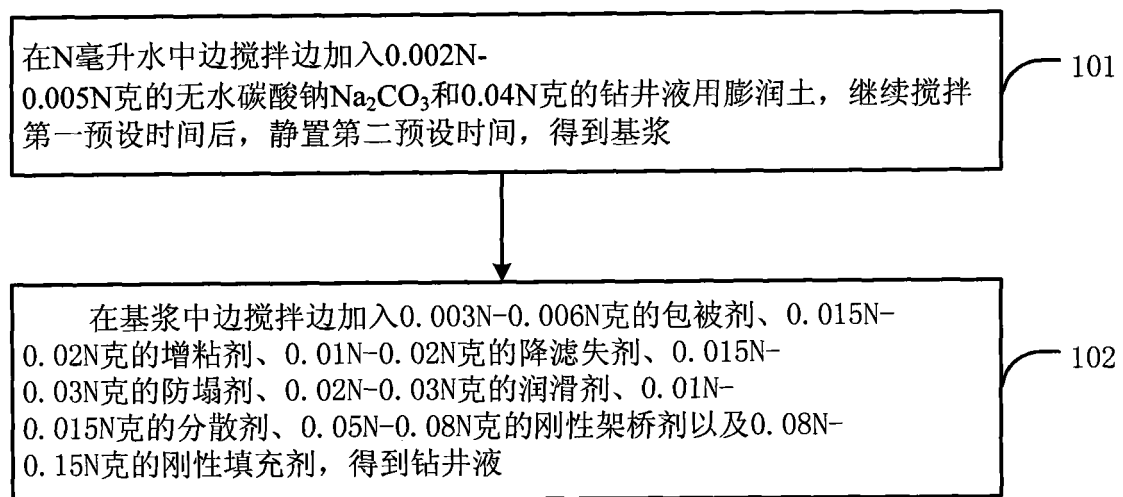 在N毫升水中边搅拌边加入0.002N-
0.005N克的无水碳酸钠Na₂CO₃和0.04N克的钻井液用膨润土，继续搅拌
第一预设时间后，静置第二预设时间，得到基浆
101
在基浆中边搅拌边加入0.003N-0.006N克的包被剂、0.015N-
0.02N克的增粘剂、0.01N-0.02N克的降滤失剂、0.015N-
0.03N克的防塌剂、0.02N-0.03N克的润滑剂、0.01N-
0.015N克的分散剂、0.05N-0.08N克的刚性架桥剂以及0.08N-
0.15N克的刚性填充剂，得到钻井液
102